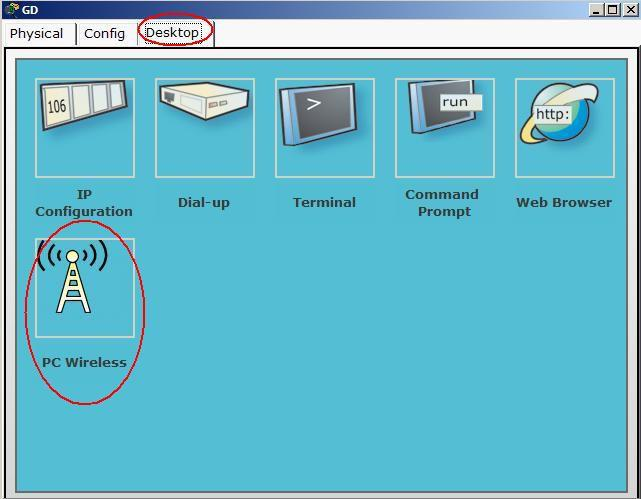 GD
Physical Config Desktop
106
>
run
http:
IP
Configuration
Dial-up
Terminal
Command
Prompt
Web Browser
PC Wireless